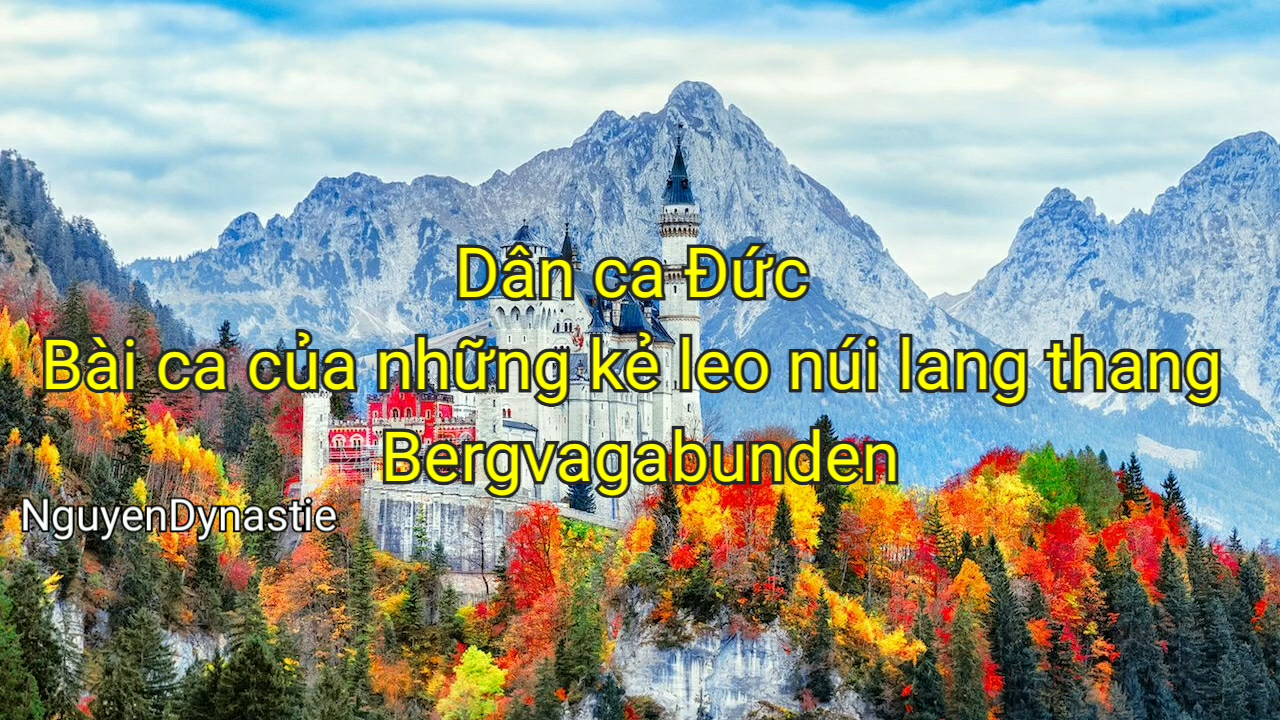 Dân ca Đức
Bài ca của những kẻ leo núi lang thang
Bergvagabunden
NguyenDynastie